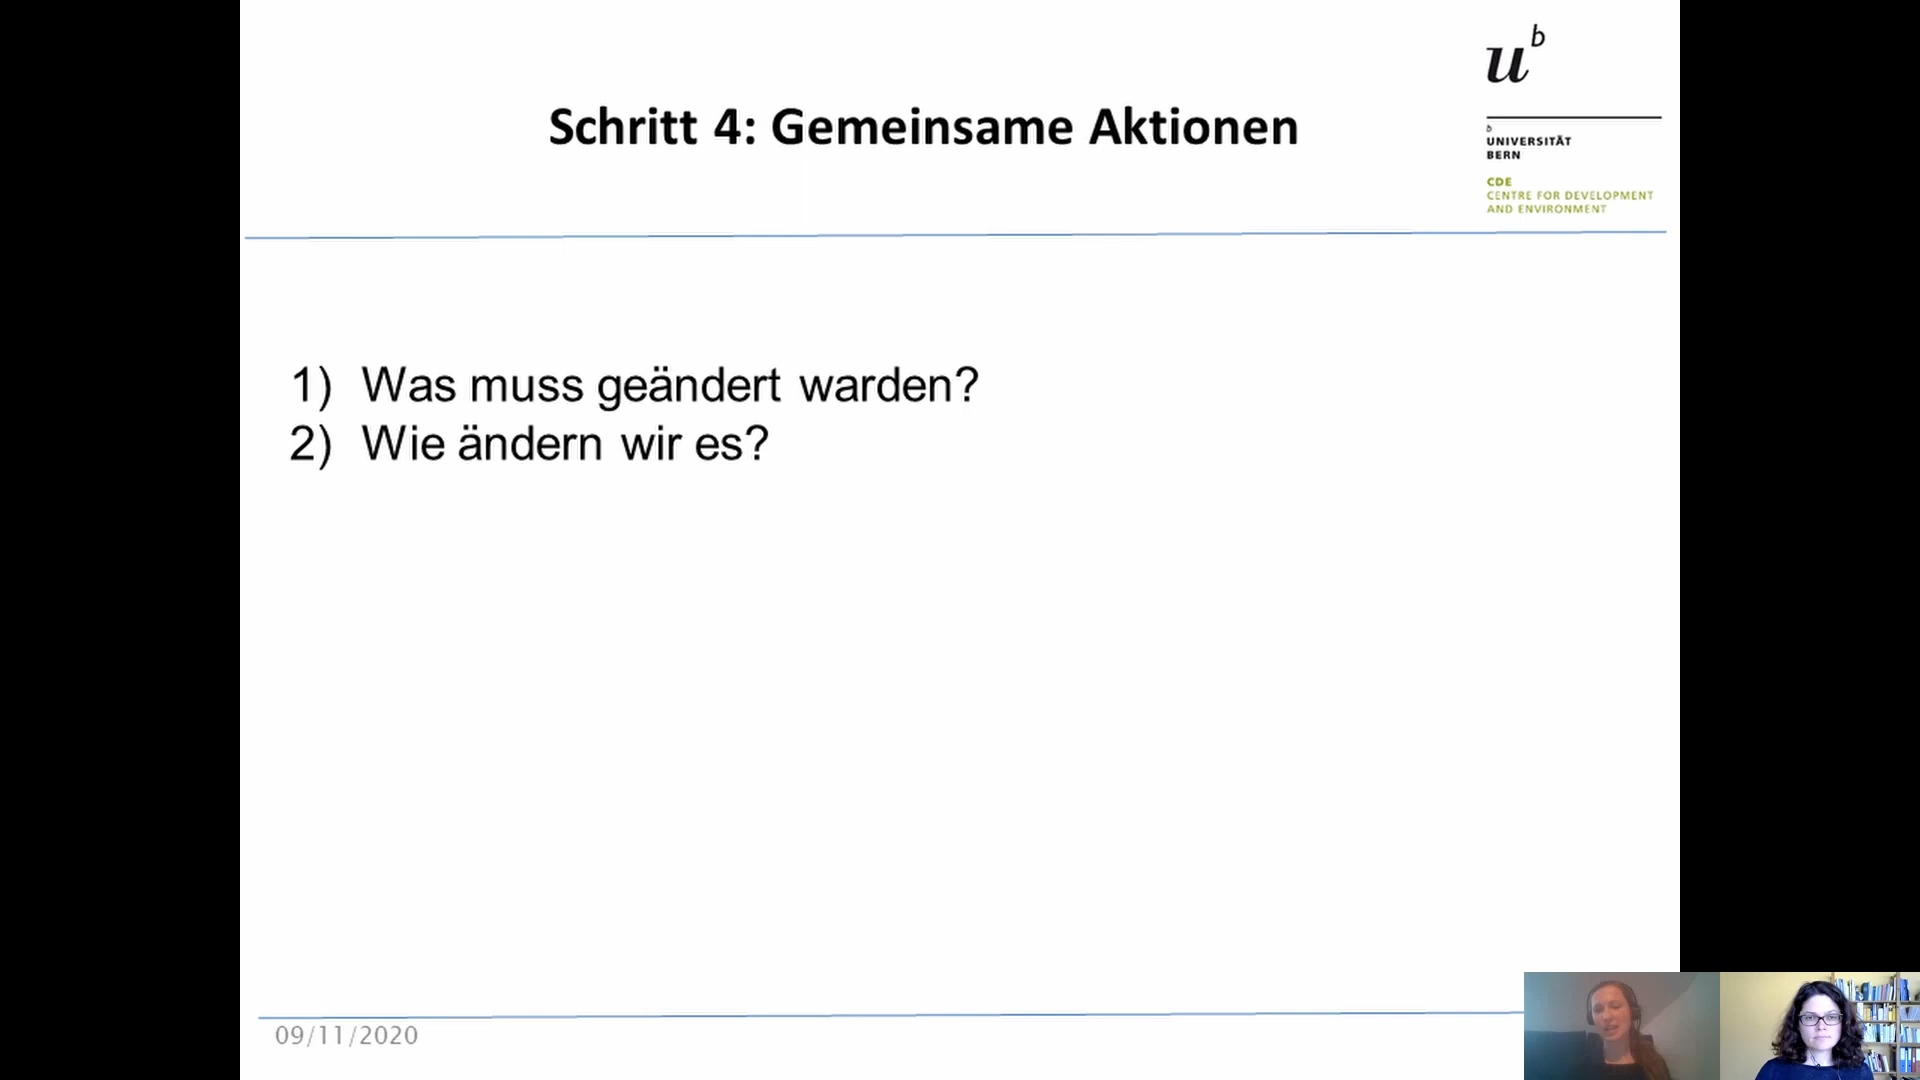 Schritt 4: Gemeinsame Aktionen
u b
b
UNIVERSITÄT
BERN
CDE
CENTRE FOR DEVELOPMENT
AND ENVIRONMENT
1) Was muss geändert warden?
2) Wie ändern wir es?
09/11/2020